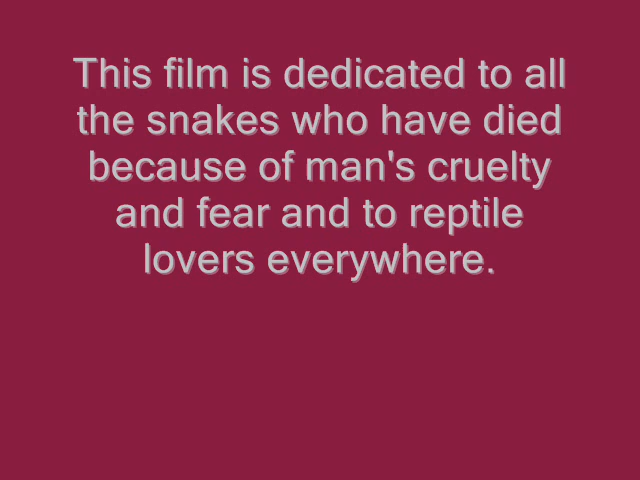 This film is dedicated to all
the snakes who have died
because of man's cruelty
and fear and to reptile
lovers everywhere.